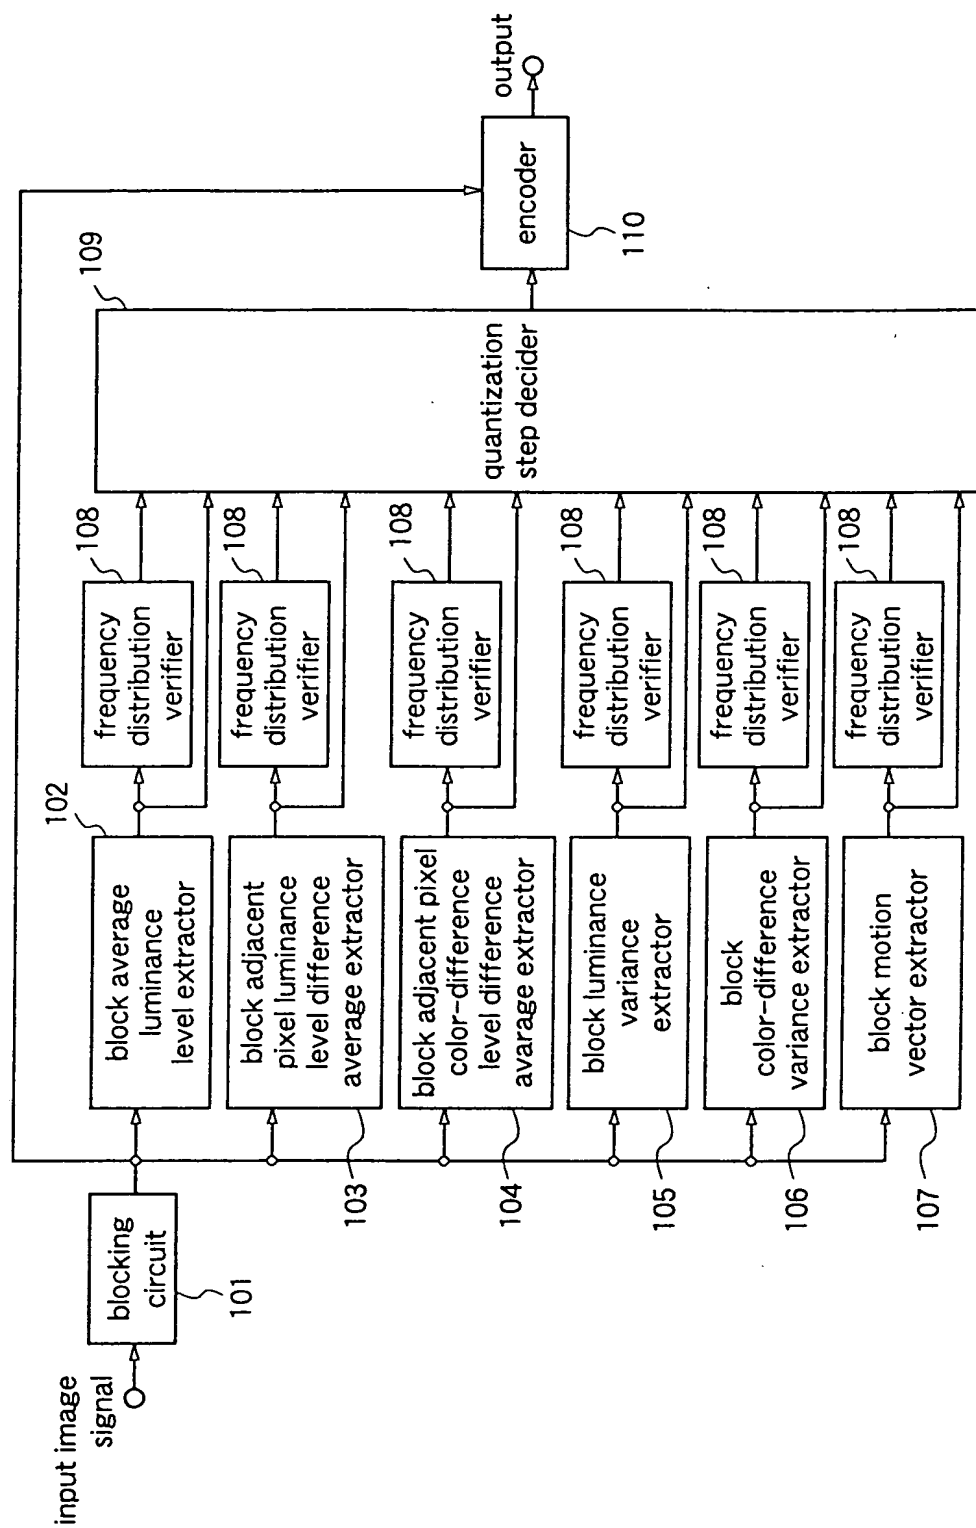 input image
signal
blocking
circuit
101
block average
luminance
level extractor
102
block adjacent
pixel luminance
level difference
average extractor
103
block adjacent pixel
color-difference
level difference
avarage extractor
104
block luminance
variance
extractor
105
block
color-difference
variance extractor
106
block motion
vector extractor
107
frequency
distribution
verifier
108
frequency
distribution
verifier
108
frequency
distribution
verifier
108
frequency
distribution
verifier
108
frequency
distribution
verifier
108
frequency
distribution
verifier
108
quantization
step decider
109
encoder
110
output